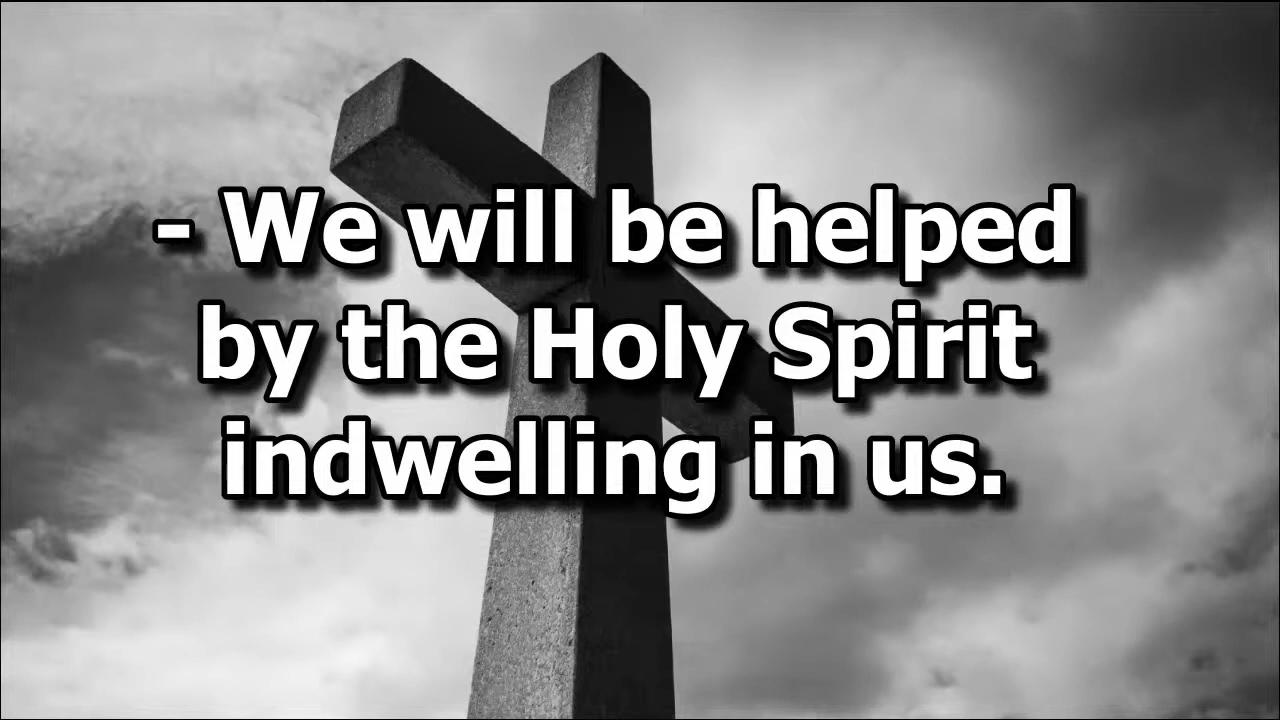 - We will be helped
by the Holy Spirit
indwelling in us.